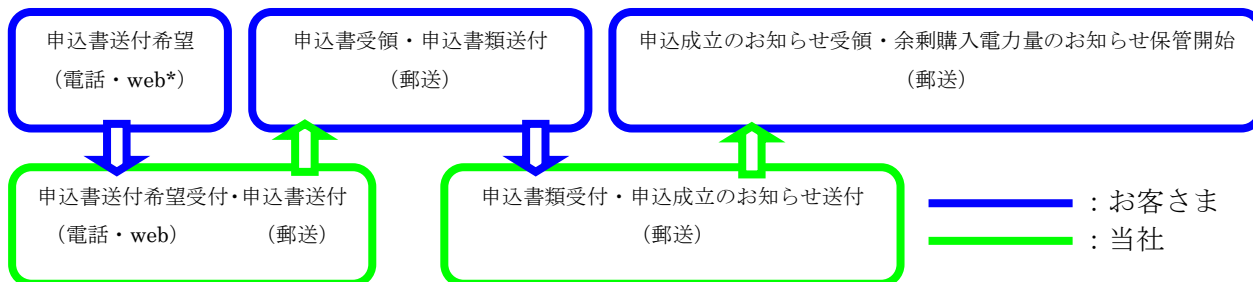 申込書送付希望
（電話・web*）
申込書受領・申込書類送付
（郵送）
申込成立のお知らせ受領・余剰購入電力量のお知らせ保管開始
（郵送）
申込書送付希望受付・申込書送付
（電話・web）　　　（郵送）
申込書類受付・申込成立のお知らせ送付
（郵送）
：お客さま
：当社